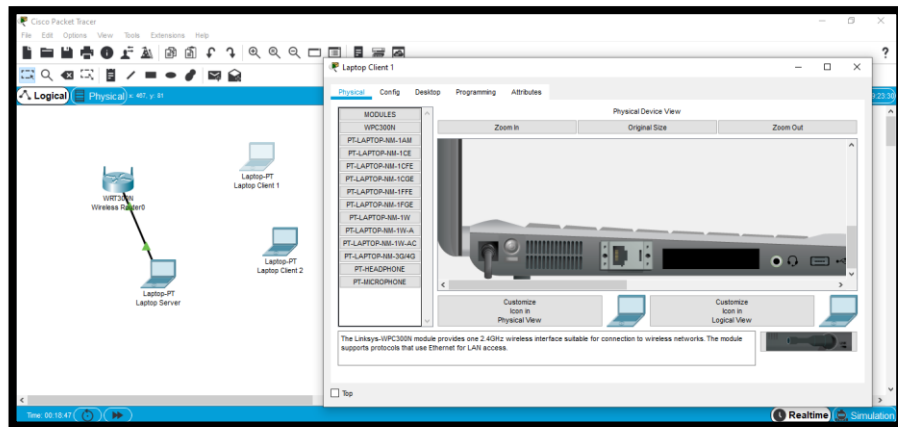 Cisco Packet Tracer
File Edit Options View Tools Extensions Help
?
Logical
Physical
x: 467, y: 81
9:23:30
Laptop-PT
Laptop Client 1
WRT300N
Wireless Router0
Laptop-PT
Laptop Client 2
Laptop-PT
Laptop Server
Time: 00:18:47
Realtime
Simulation
Laptop Client 1
Physical Config Desktop Programming Attributes
MODULES
WPC300N
PT-LAPTOP-NM-1AM
PT-LAPTOP-NM-1CE
PT-LAPTOP-NM-1CFE
PT-LAPTOP-NM-1CGE
PT-LAPTOP-NM-1FFE
PT-LAPTOP-NM-1FGE
PT-LAPTOP-NM-1W
PT-LAPTOP-NM-1W-A
PT-LAPTOP-NM-1W-AC
PT-LAPTOP-NM-3G/4G
PT-HEADPHONE
PT-MICROPHONE
Physical Device View
Zoom In Original Size Zoom Out
Customize
Icon in
Physical View
Customize
Icon in
Logical View
The Linksys-WPC300N module provides one 2.4GHz wireless interface suitable for connection to wireless networks. The module
supports protocols that use Ethernet for LAN access.
Top